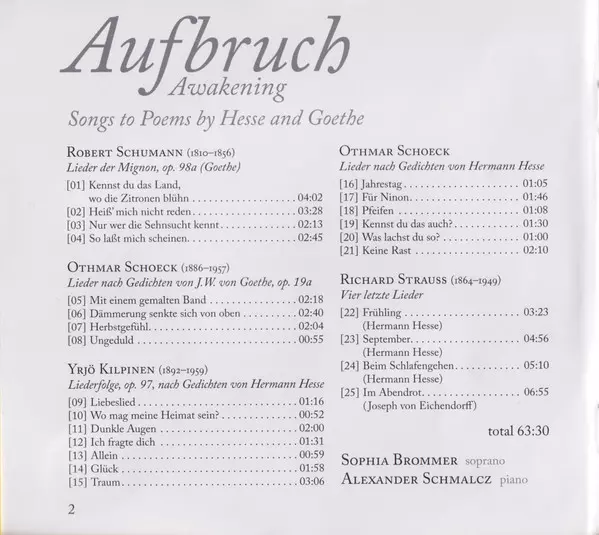 Aufbruch
Awakening
Songs to Poems by Hesse and Goethe
Robert Schumann (1810–1856)
Lieder der Mignon, op. 98a (Goethe)
[01] Kennst du das Land,
wo die Zitronen blühn ........................ 04:02
[02] Heiß' mich nicht reden ........................ 03:28
[03] Nur wer die Sehnsucht kennt ........................ 02:13
[04] So laßt mich scheinen ........................ 02:45
Othmar Schoeck (1886–1957)
Lieder nach Gedichten von J.W. von Goethe, op. 19a
[05] Mit einem gemalten Band ........................ 02:18
[06] Dämmerung senkte sich von oben ........................ 02:40
[07] Herbstgefühl ........................ 02:04
[08] Ungeduld ........................ 00:55
Yrjö Kilpinen (1892–1959)
Liederfolge, op. 97, nach Gedichten von Hermann Hesse
[09] Liebeslied ........................ 01:16
[10] Wo mag meine Heimat sein? ........................ 00:52
[11] Dunkle Augen ........................ 02:00
[12] Ich fragte dich ........................ 01:31
[13] Allein ........................ 00:59
[14] Glück ........................ 01:58
[15] Traum ........................ 03:06
2
Othmar Schoeck
Lieder nach Gedichten von Hermann Hesse
[16] Jahrestag ........................ 01:05
[17] Für Ninon ........................ 01:46
[18] Pfeifen ........................ 01:08
[19] Kennst du das auch? ........................ 01:30
[20] Was lachst du so? ........................ 01:00
[21] Keine Rast ........................ 02:10
Richard Strauss (1864–1949)
Vier letzte Lieder
[22] Frühling ........................ 03:23
(Hermann Hesse)
[23] September ........................ 04:56
(Hermann Hesse)
[24] Beim Schlafengehen ........................ 05:10
(Hermann Hesse)
[25] Im Abendrot ........................ 06:55
(Joseph von Eichendorff)
total 63:30
Sophia Brommer soprano
Alexander Schmalcz piano